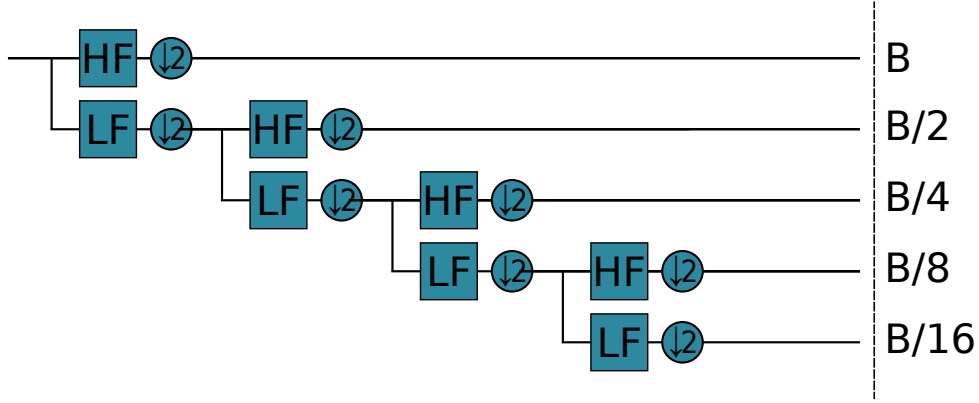 HF ↓2 B
LF ↓2 HF ↓2 B/2
LF ↓2 HF ↓2 B/4
LF ↓2 HF ↓2 B/8
LF ↓2 B/16